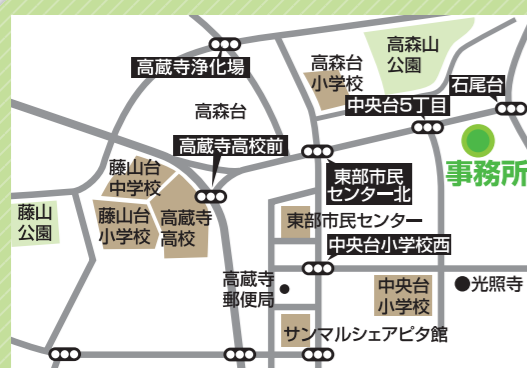 高蔵寺浄化場
高森台
小学校
高森山
公園
石尾台
高森台
中央台5丁目
高蔵寺高校前
事務所
藤山台
中学校
東部市民
センター北
藤山
公園
藤山台
小学校
高蔵寺
高校
東部市民センター
中央台小学校西
高蔵寺
郵便局
中央台
小学校
●光照寺
サンマルシェアピタ館